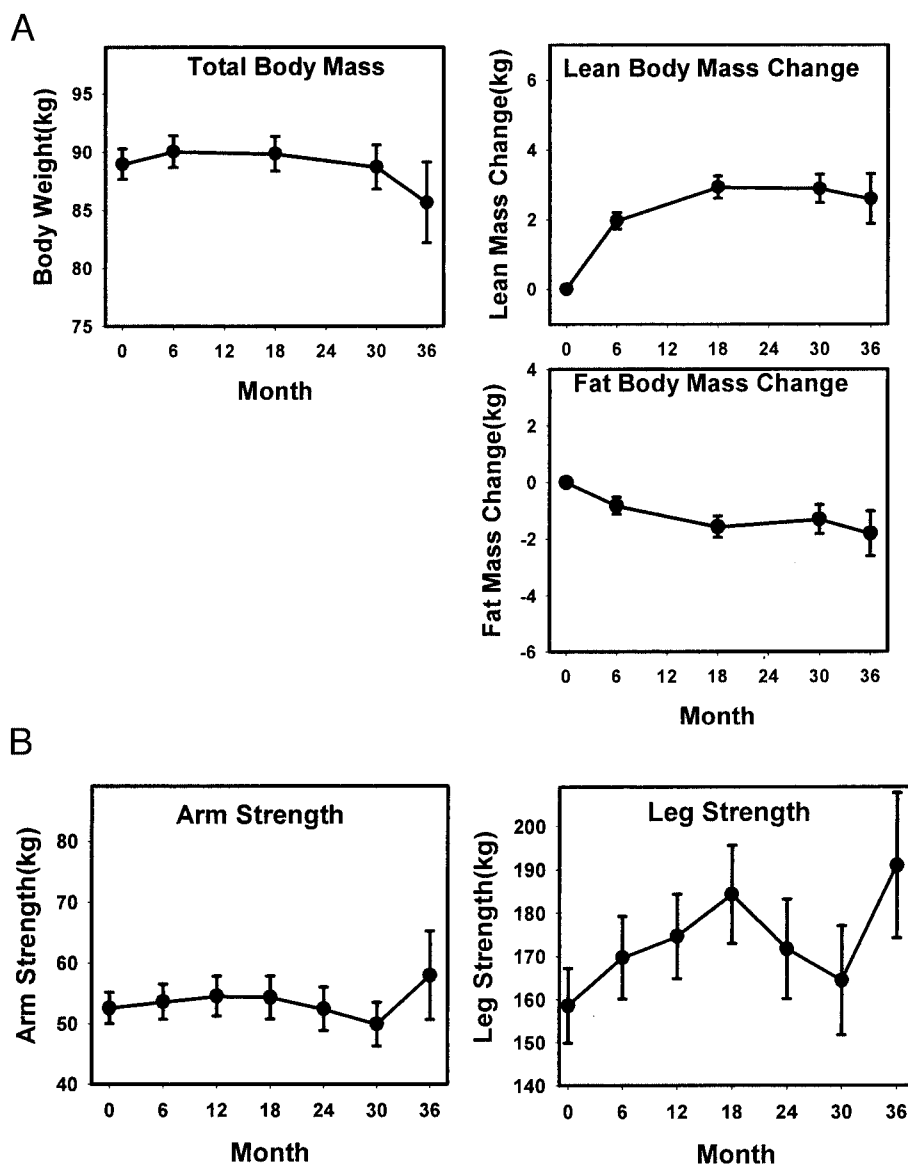 A
Total Body Mass
Body Weight(kg)
95
90
85
80
75
0 6 12 18 24 30 36
Month
Lean Body Mass Change
Lean Mass Change(kg)
6
4
2
0
0 6 12 18 24 30 36
Fat Body Mass Change
Fat Mass Change(kg)
4
2
0
-2
-4
-6
0 6 12 18 24 30 36
Month
B
Arm Strength
Arm Strength(kg)
80
70
60
50
40
0 6 12 18 24 30 36
Month
Leg Strength
Leg Strength(kg)
200
190
180
170
160
150
140
0 6 12 18 24 30 36
Month